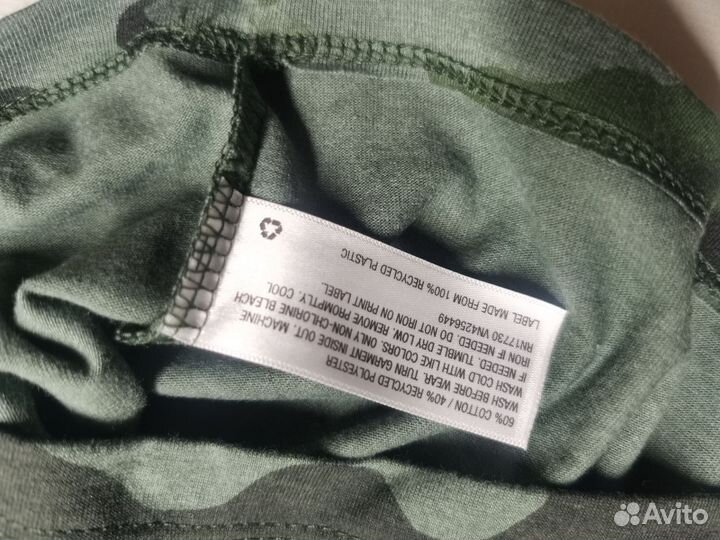 60% COTTON / 40% RECYCLED POLYESTER
WASH BEFORE WEAR. TURN GARMENT INSIDE OUT. MACHINE
WASH COLD WITH LIKE COLORS. ONLY NON-CHLORINE BLEACH
IF NEEDED. TUMBLE DRY LOW. REMOVE PROMPTLY. COOL
IRON IF NEEDED. DO NOT IRON ON PRINT LABEL.
RN17730 VN4256449
LABEL MADE FROM 100% RECYCLED PLASTIC
Avito